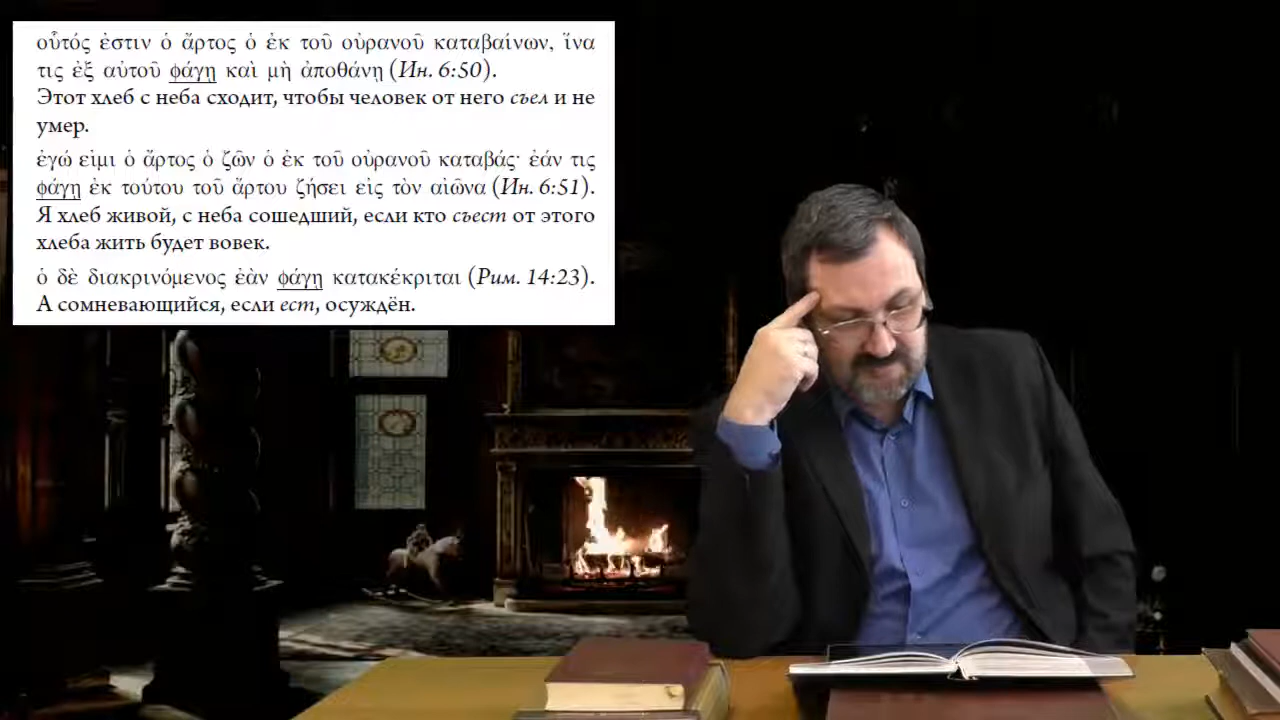 οὗτός ἐστιν ὁ ἄρτος ὁ ἐκ τοῦ οὐρανοῦ καταβαίνων, ἵνα
τις ἐξ αὐτοῦ φάγῃ καὶ μὴ ἀποθάνῃ (Ин. 6:50).
Этот хлеб с неба сходит, чтобы человек от него съел и не
умер.
ἐγώ εἰμι ὁ ἄρτος ὁ ζῶν ὁ ἐκ τοῦ οὐρανοῦ καταβάς· ἐάν τις
φάγῃ ἐκ τούτου τοῦ ἄρτου ζήσει εἰς τὸν αἰῶνα (Ин. 6:51).
Я хлеб живой, с неба сошедший, если кто съест от этого
хлеба жить будет вовек.
ὁ δὲ διακρινόμενος ἐὰν φάγῃ κατακέκριται (Рим. 14:23).
А сомневающийся, если ест, осуждён.